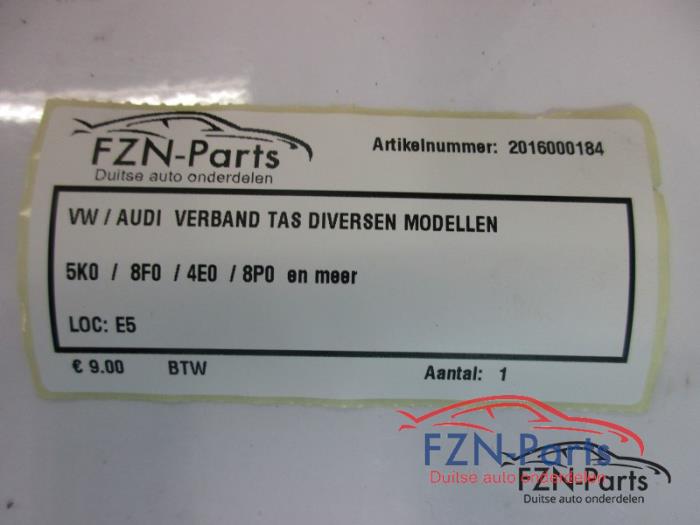 FZN-Parts
Duitse auto onderdelen
Artikelnummer: 2016000184
VW / AUDI VERBAND TAS DIVERSEN MODELLEN
5K0 / 8F0 / 4E0 / 8P0 en meer
LOC: E5
€ 9.00 BTW Aantal: 1
FZN-Parts
Duitse auto onderdelen
FZN-Parts
Duitse auto onderdelen